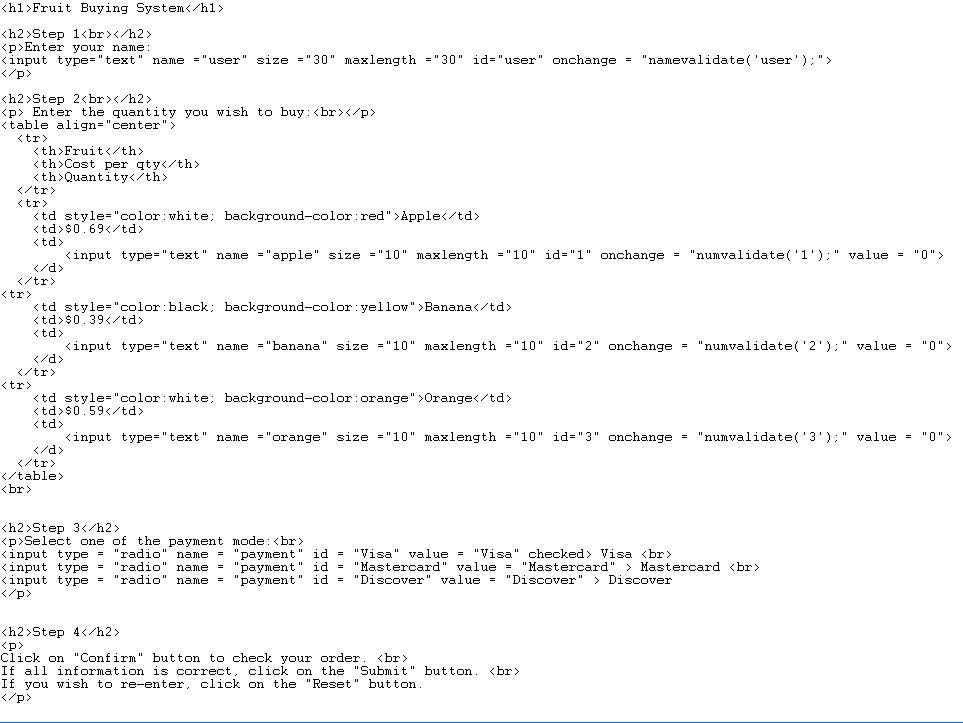 <h1>Fruit Buying System</h1>
<h2>Step 1<br></h2>
<p>Enter your name:
<input type="text" name ="user" size ="30" maxlength ="30" id="user" onchange = "namevalidate('user');">
</p>
<h2>Step 2<br></h2>
<p> Enter the quantity you wish to buy:<br></p>
<table align="center">
<tr>
<th>Fruit</th>
<th>Cost per qty</th>
<th>Quantity</th>
</tr>
<tr>
<td style="color:white; background-color:red">Apple</td>
<td>$0.69</td>
<td>
<input type="text" name ="apple" size ="10" maxlength ="10" id="1" onchange = "numvalidate('1');" value = "0">
</d>
</tr>
<tr>
<td style="color:black; background-color:yellow">Banana</td>
<td>$0.39</td>
<td>
<input type="text" name ="banana" size ="10" maxlength ="10" id="2" onchange = "numvalidate('2');" value = "0">
</d>
</tr>
<tr>
<td style="color:white; background-color:orange">Orange</td>
<td>$0.59</td>
<td>
<input type="text" name ="orange" size ="10" maxlength ="10" id="3" onchange = "numvalidate('3');" value = "0">
</d>
</tr>
</table>
<br>
<h2>Step 3</h2>
<p>Select one of the payment mode:<br>
<input type = "radio" name = "payment" id = "Visa" value = "Visa" checked> Visa <br>
<input type = "radio" name = "payment" id = "Mastercard" value = "Mastercard" > Mastercard <br>
<input type = "radio" name = "payment" id = "Discover" value = "Discover" > Discover
</p>
<h2>Step 4</h2>
<p>
Click on "Confirm" button to check your order. <br>
If all information is correct, click on the "Submit" button. <br>
If you wish to re-enter, click on the "Reset" button.
</p>